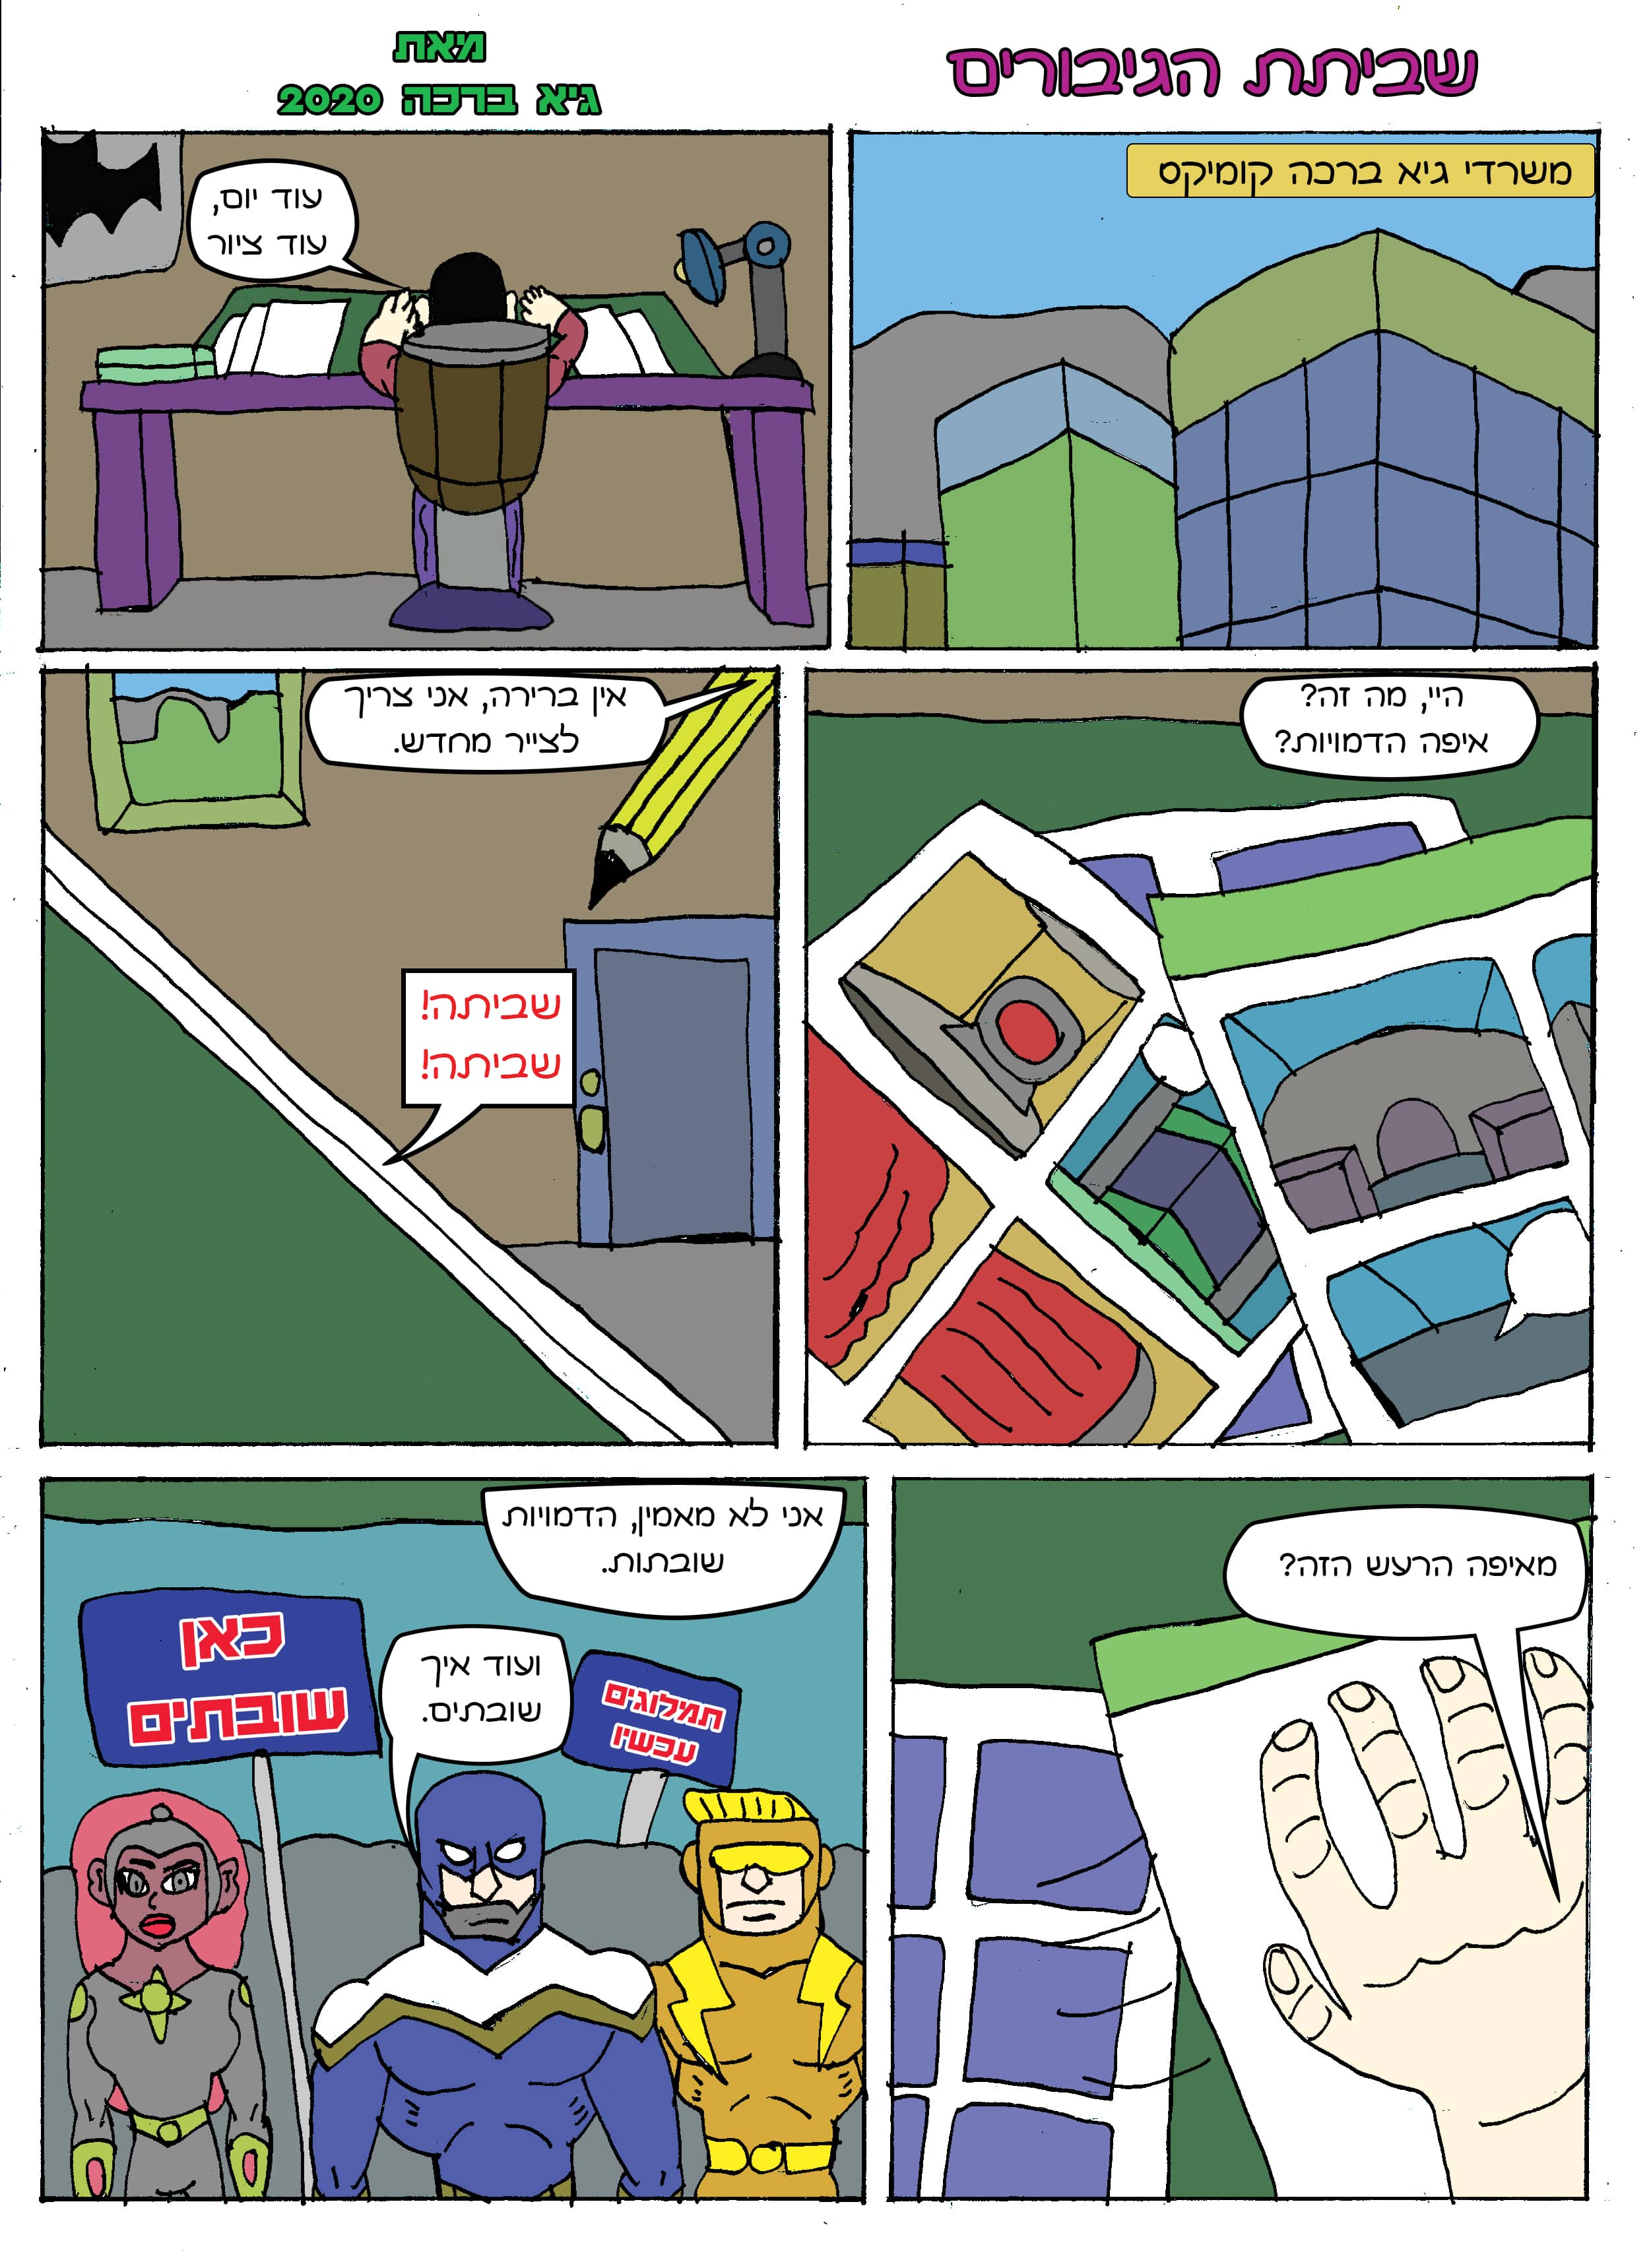 שביתת הגיבורים
מאת
גיא ברכה 2020
משרדי גיא ברכה קומיקס
עוד יום,
עוד ציור
היי, מה זה?
איפה הדמויות?
אין ברירה, אני צריך
לצייר מחדש.
שביתה!
שביתה!
מאיפה הרעש הזה?
אני לא מאמין, הדמויות
שובתות.
ועוד איך
שובתים.
תמלוגים
עכשיו
כאן
שובתים